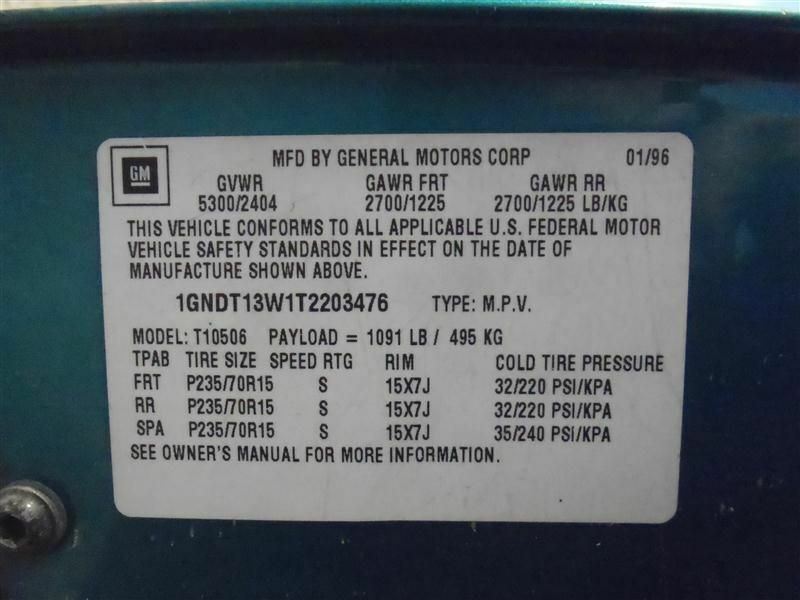 GM
MFD BY GENERAL MOTORS CORP 01/96
GVWR GAWR FRT GAWR RR
5300/2404 2700/1225 2700/1225 LB/KG
THIS VEHICLE CONFORMS TO ALL APPLICABLE U.S. FEDERAL MOTOR
VEHICLE SAFETY STANDARDS IN EFFECT ON THE DATE OF
MANUFACTURE SHOWN ABOVE.
1GNDT13W1T2203476 TYPE: M.P.V.
MODEL: T10506 PAYLOAD = 1091 LB / 495 KG
TPAB TIRE SIZE SPEED RTG RIM COLD TIRE PRESSURE
FRT P235/70R15 S 15X7J 32/220 PSI/KPA
RR P235/70R15 S 15X7J 32/220 PSI/KPA
SPA P235/70R15 S 15X7J 35/240 PSI/KPA
SEE OWNER'S MANUAL FOR MORE INFORMATION.